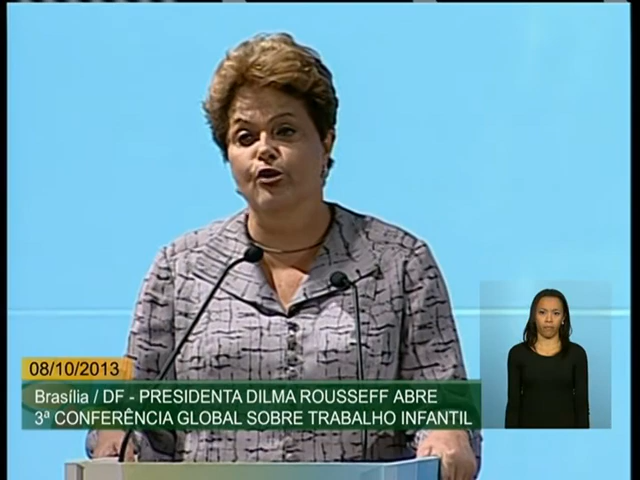 08/10/2013
Brasília / DF - PRESIDENTA DILMA ROUSSEFF ABRE
3ª CONFERÊNCIA GLOBAL SOBRE TRABALHO INFANTIL